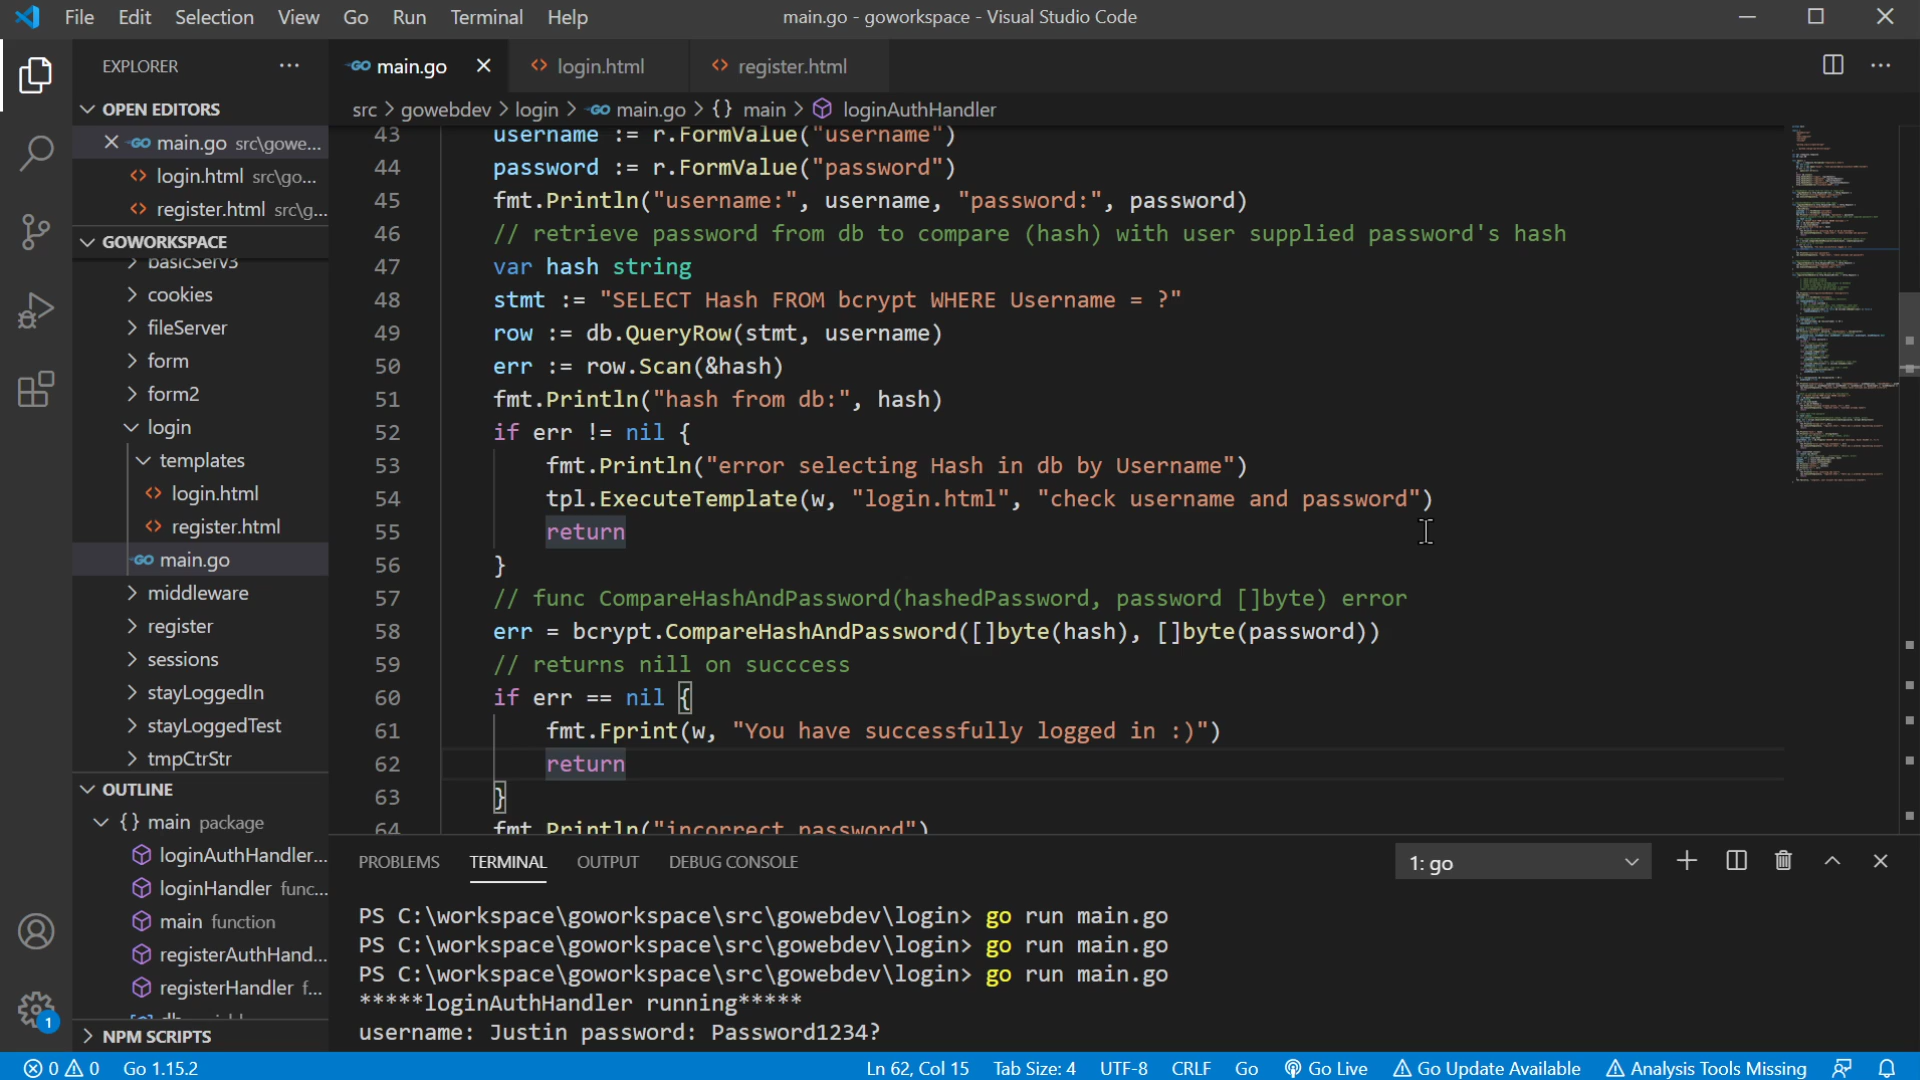 File Edit Selection View Go Run Terminal Help main.go - goworkspace - Visual Studio Code
EXPLORER ...
main.go
login.html
register.html
OPEN EDITORS
src > gowebdev > login > main.go > {} main > loginAuthHandler
main.go src\gowe...
login.html src\go...
register.html src\g...
GOWORKSPACE
basicServ3
cookies
fileServer
form
form2
login
templates
login.html
register.html
main.go
middleware
register
sessions
stayLoggedIn
stayLoggedTest
tmpCtrStr
OUTLINE
{} main package
loginAuthHandler...
loginHandler func...
main function
registerAuthHand...
registerHandler f...
NPM SCRIPTS
43 username := r.FormValue("username")
44 password := r.FormValue("password")
45 fmt.Println("username:", username, "password:", password)
46 // retrieve password from db to compare (hash) with user supplied password's hash
47 var hash string
48 stmt := "SELECT Hash FROM bcrypt WHERE Username = ?"
49 row := db.QueryRow(stmt, username)
50 err := row.Scan(&hash)
51 fmt.Println("hash from db:", hash)
52 if err != nil {
53 fmt.Println("error selecting Hash in db by Username")
54 tpl.ExecuteTemplate(w, "login.html", "check username and password")
55 return
56 }
57 // func CompareHashAndPassword(hashedPassword, password []byte) error
58 err = bcrypt.CompareHashAndPassword([]byte(hash), []byte(password))
59 // returns nill on succcess
60 if err == nil {
61 fmt.Fprint(w, "You have successfully logged in :)")
62 return
63 }
64 fmt.Println("incorrect password")
PROBLEMS TERMINAL OUTPUT DEBUG CONSOLE 1: go
PS C:\workspace\goworkspace\src\gowebdev\login> go run main.go
PS C:\workspace\goworkspace\src\gowebdev\login> go run main.go
PS C:\workspace\goworkspace\src\gowebdev\login> go run main.go
*****loginAuthHandler running*****
username: Justin password: Password1234?
1
0 0 Go 1.15.2 Ln 62, Col 15 Tab Size: 4 UTF-8 CRLF Go Go Live Go Update Available Analysis Tools Missing